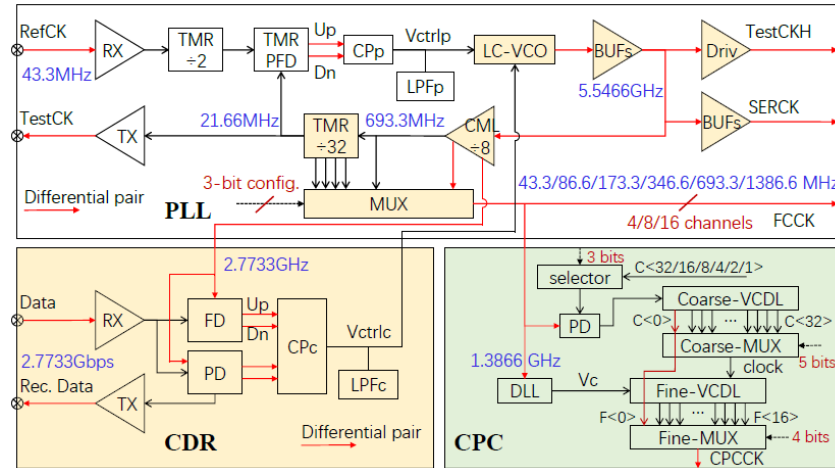 RefCK
RX
TMR
÷2
TMR
PFD
Up
Dn
CPp
Vctrlp
LPFp
LC-VCO
BUFs
Driv
TestCKH
43.3MHz
5.5466GHz
SERCK
BUFs
TestCK
TX
21.66MHz
TMR
÷32
693.3MHz
CML
÷8
3-bit config.
MUX
43.3/86.6/173.3/346.6/693.3/1386.6 MHz
4/8/16 channels
FCCK
Differential pair
PLL
2.7733GHz
Data
RX
FD
Up
Dn
CPc
Vctrlc
LPFc
2.7733Gbps
PD
Rec. Data
TX
CDR
Differential pair
3 bits
selector
C<32/16/8/4/2/1>
PD
Coarse-VCDL
C<0>
...
C<32>
Coarse-MUX
5 bits
clock
1.3866 GHz
DLL
Vc
Fine-VCDL
F<0>
...
F<16>
Fine-MUX
4 bits
CPC
CPCCK